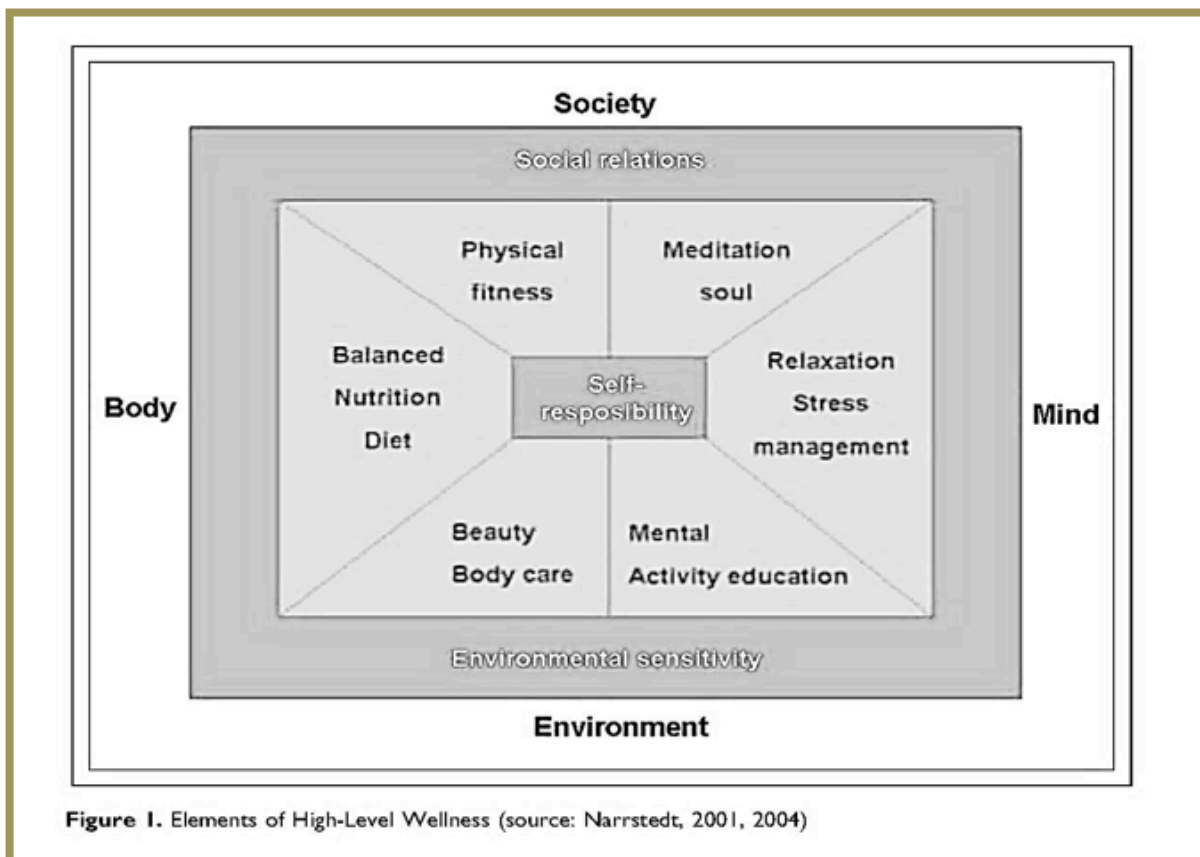 Society
Social relations
Physical
fitness
Meditation
soul
Balanced
Nutrition
Diet
Self-
resposibility
Relaxation
Stress
management
Body
Mind
Beauty
Body care
Mental
Activity education
Environmental sensitivity
Environment
Figure 1. Elements of High-Level Wellness (source: Narrstedt, 2001, 2004)